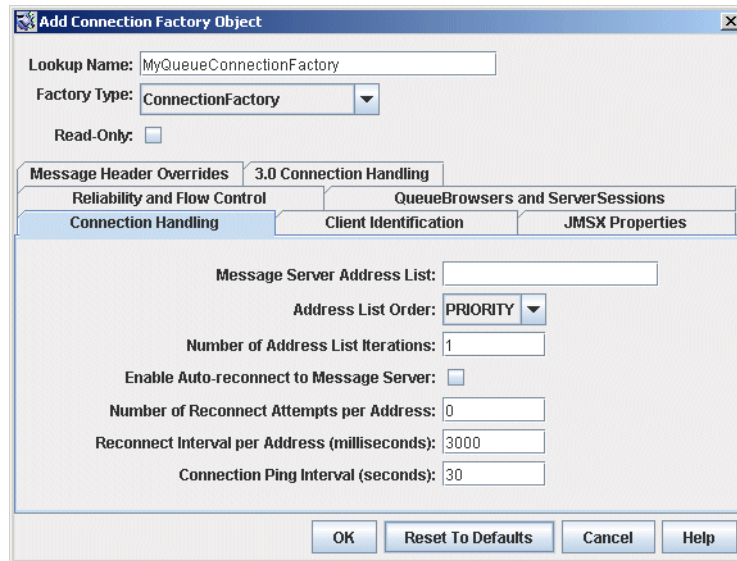 Add Connection Factory Object
Lookup Name: MyQueueConnectionFactory
Factory Type: ConnectionFactory
Read-Only:
Message Header Overrides 3.0 Connection Handling
Reliability and Flow Control QueueBrowsers and ServerSessions
Connection Handling Client Identification JMSX Properties
Message Server Address List:
Address List Order: PRIORITY
Number of Address List Iterations: 1
Enable Auto-reconnect to Message Server:
Number of Reconnect Attempts per Address: 0
Reconnect Interval per Address (milliseconds): 3000
Connection Ping Interval (seconds): 30
OK Reset To Defaults Cancel Help